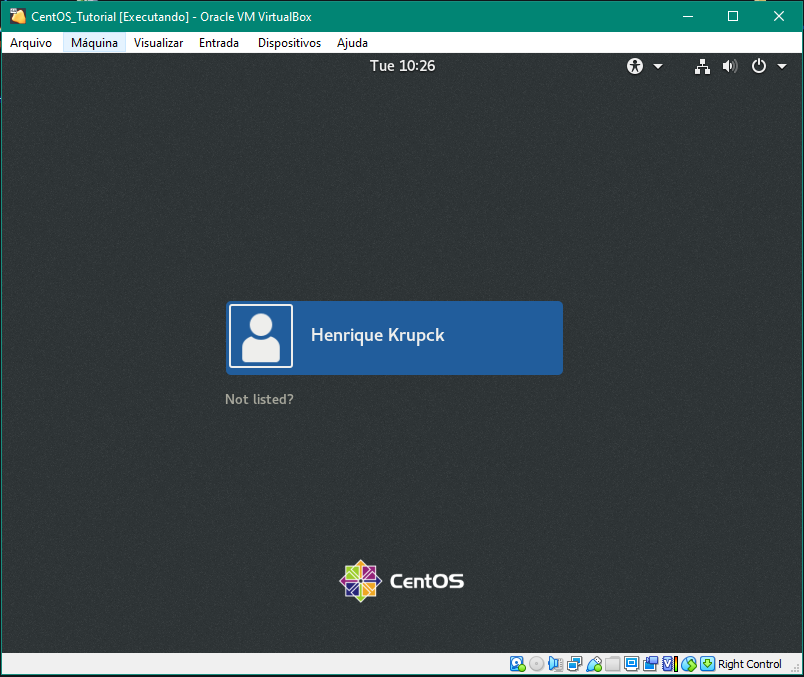 CentOS_Tutorial [Executando] - Oracle VM VirtualBox
Arquivo Máquina Visualizar Entrada Dispositivos Ajuda
Tue 10:26
Henrique Krupck
Not listed?
CentOS
Right Control